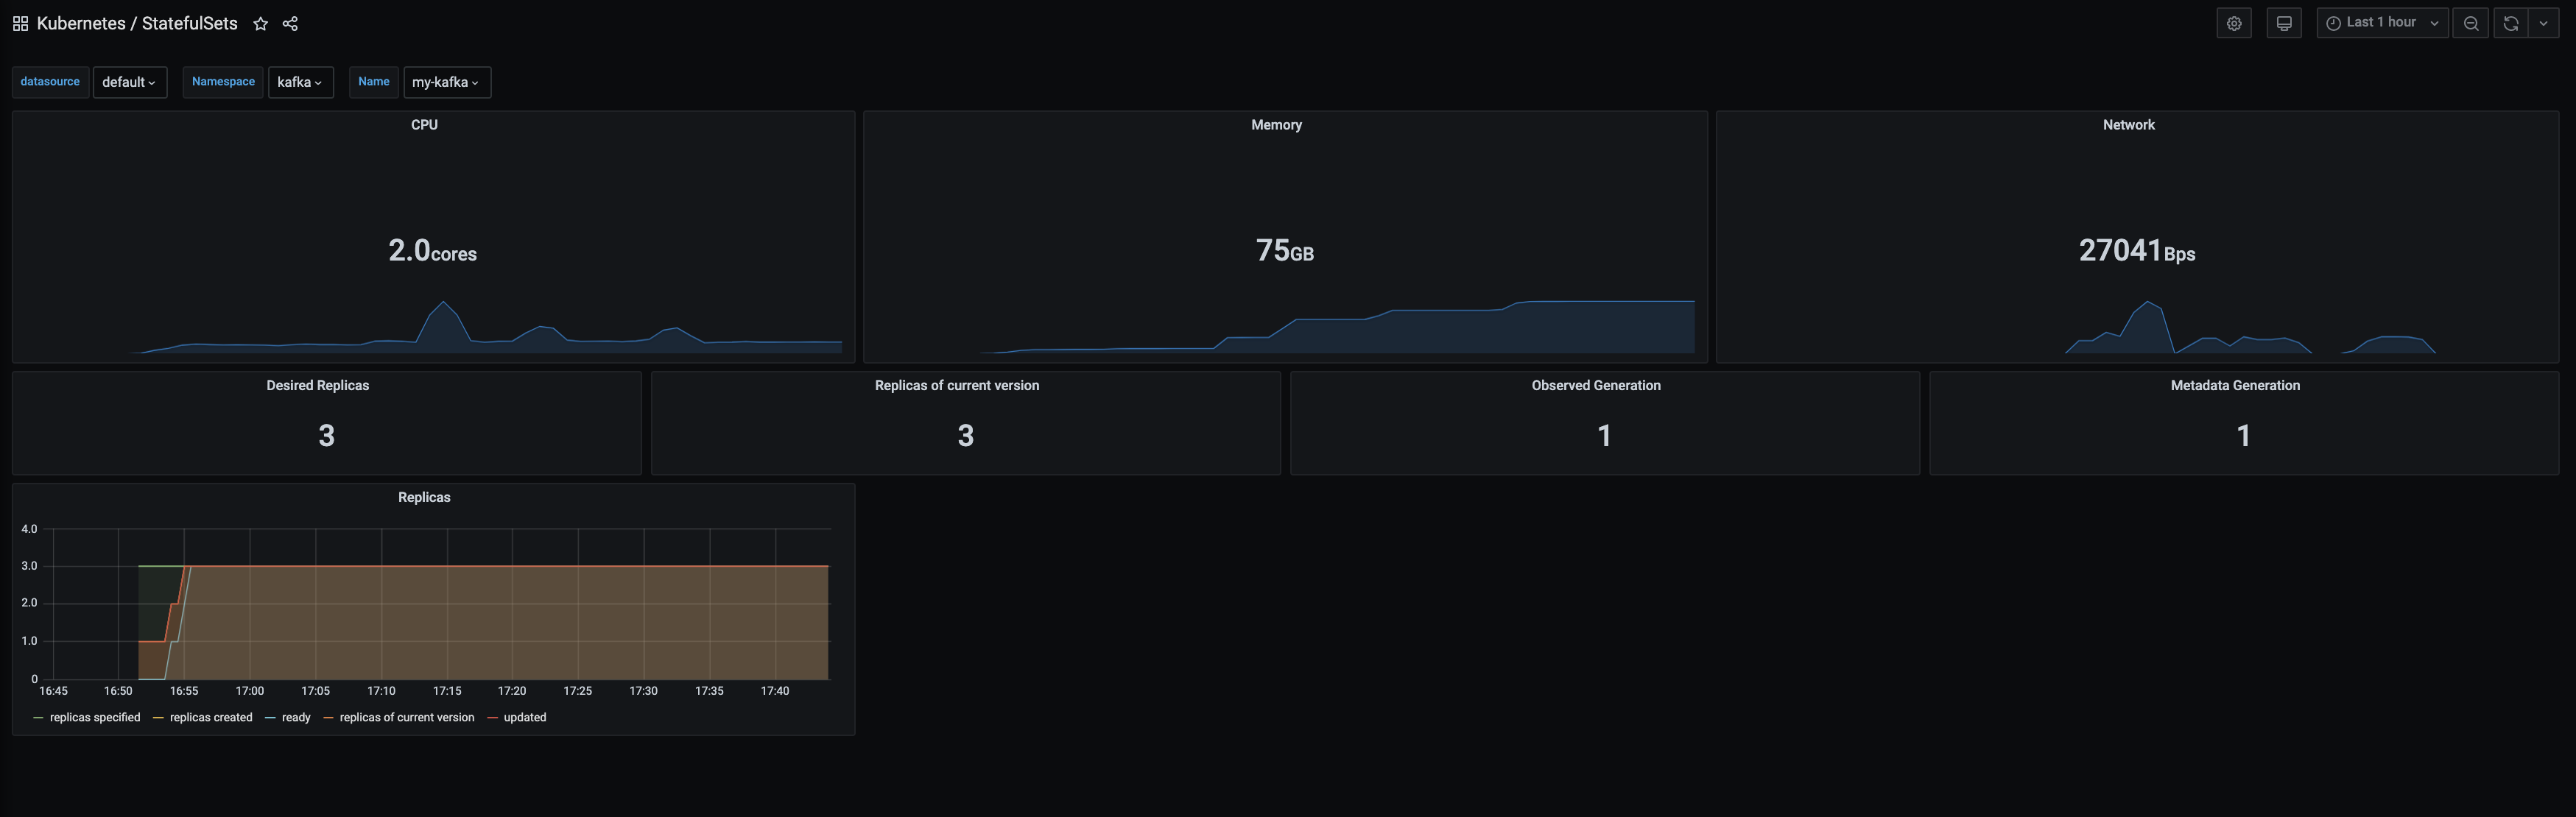 Kubernetes / StatefulSets
Last 1 hour
datasource default Namespace kafka Name my-kafka
CPU
2.0cores
Memory
75GB
Network
27041Bps
Desired Replicas
3
Replicas of current version
3
Observed Generation
1
Metadata Generation
1
Replicas
4.0
3.0
2.0
1.0
0
16:45 16:50 16:55 17:00 17:05 17:10 17:15 17:20 17:25 17:30 17:35 17:40
replicas specified replicas created ready replicas of current version updated